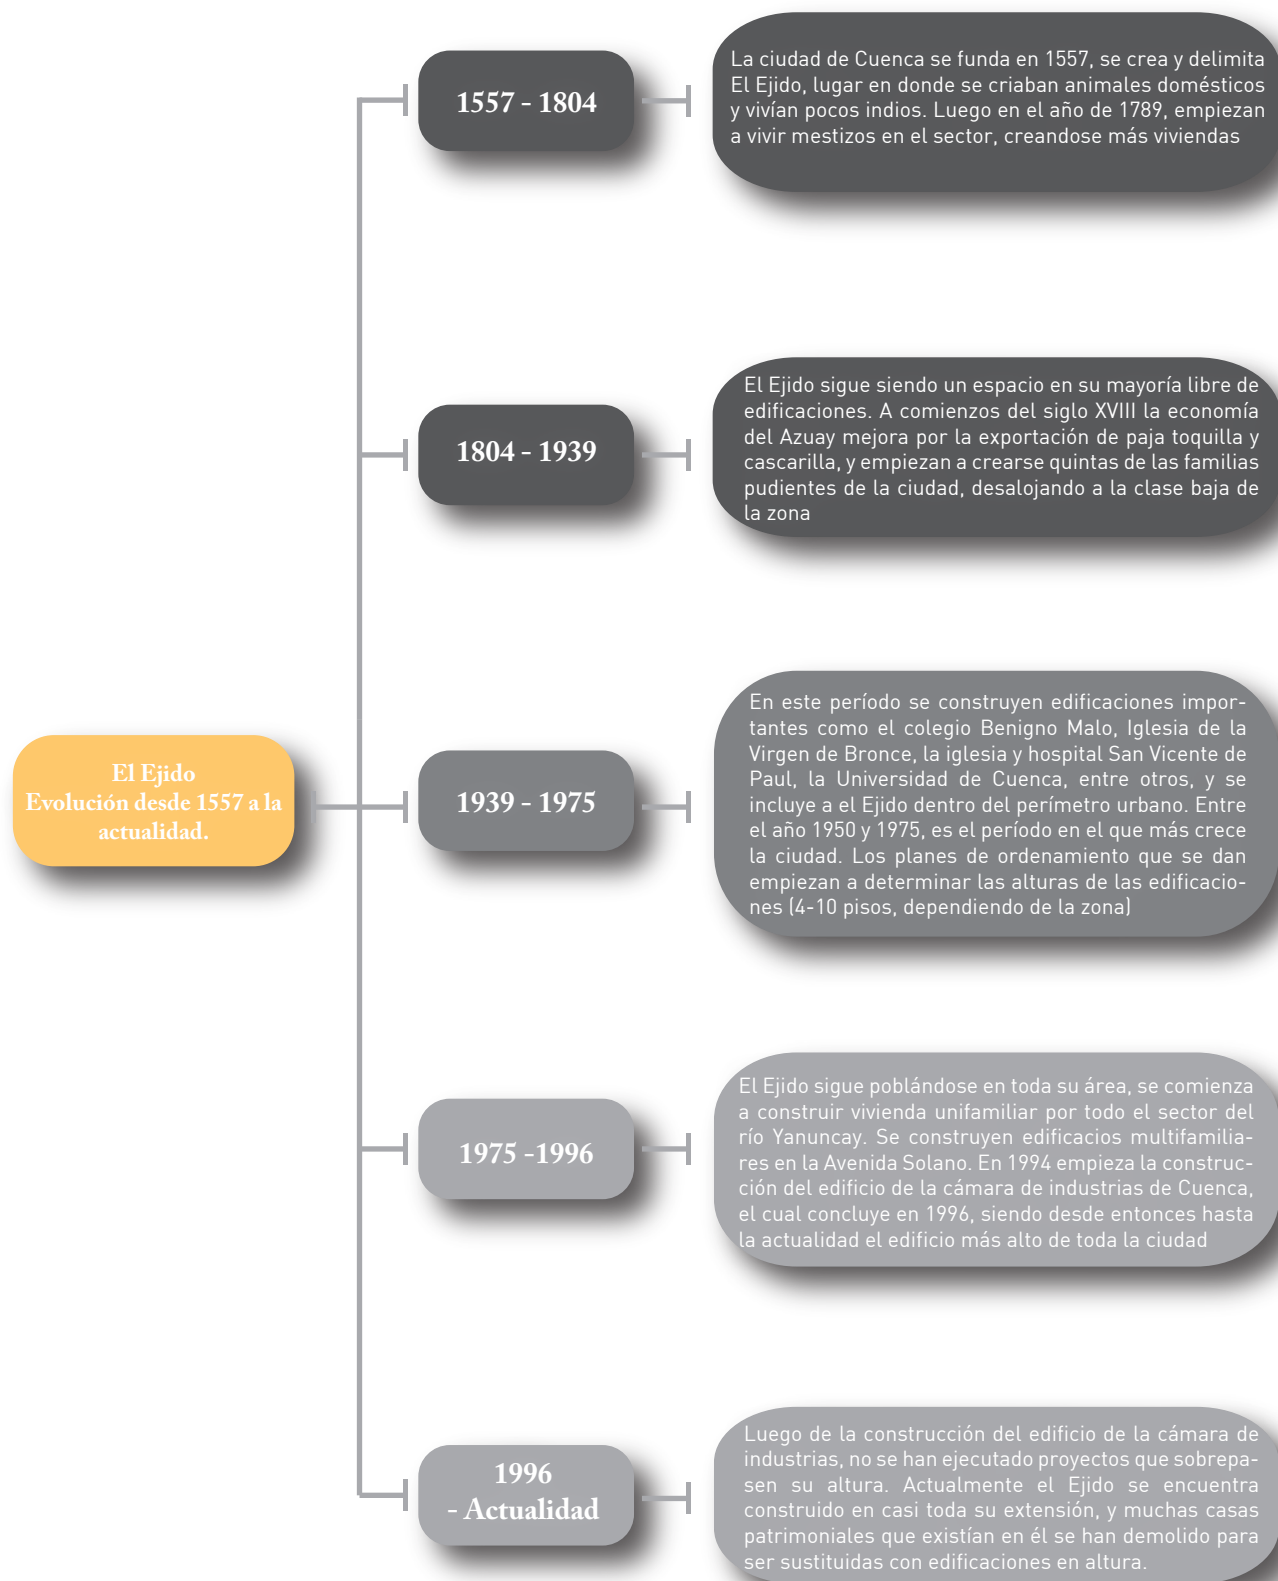 1557 - 1804
La ciudad de Cuenca se funda en 1557, se crea y delimita
El Ejido, lugar en donde se criaban animales domésticos
y vivían pocos indios. Luego en el año de 1789, empiezan
a vivir mestizos en el sector, creandose más viviendas
1804 - 1939
El Ejido sigue siendo un espacio en su mayoría libre de
edificaciones. A comienzos del siglo XVIII la economía
del Azuay mejora por la exportación de paja toquilla y
cascarilla, y empiezan a crearse quintas de las familias
pudientes de la ciudad, desalojando a la clase baja de
la zona
El Ejido
Evolución desde 1557 a la
actualidad.
1939 - 1975
En este período se construyen edificaciones impor-
tantes como el colegio Benigno Malo, Iglesia de la
Virgen de Bronce, la iglesia y hospital San Vicente de
Paul, la Universidad de Cuenca, entre otros, y se
incluye a el Ejido dentro del perímetro urbano. Entre
el año 1950 y 1975, es el período en el que más crece
la ciudad. Los planes de ordenamiento que se dan
empiezan a determinar las alturas de las edificacio-
nes (4-10 pisos, dependiendo de la zona)
1975 -1996
El Ejido sigue poblándose en toda su área, se comienza
a construir vivienda unifamiliar por todo el sector del
río Yanuncay. Se construyen edificacios multifamilia-
res en la Avenida Solano. En 1994 empieza la construc-
ción del edificio de la cámara de industrias de Cuenca,
el cual concluye en 1996, siendo desde entonces hasta
la actualidad el edificio más alto de toda la ciudad
1996
- Actualidad
Luego de la construcción del edificio de la cámara de
industrias, no se han ejecutado proyectos que sobrepa-
sen su altura. Actualmente el Ejido se encuentra
construido en casi toda su extensión, y muchas casas
patrimoniales que existían en él se han demolido para
ser sustituidas con edificaciones en altura.